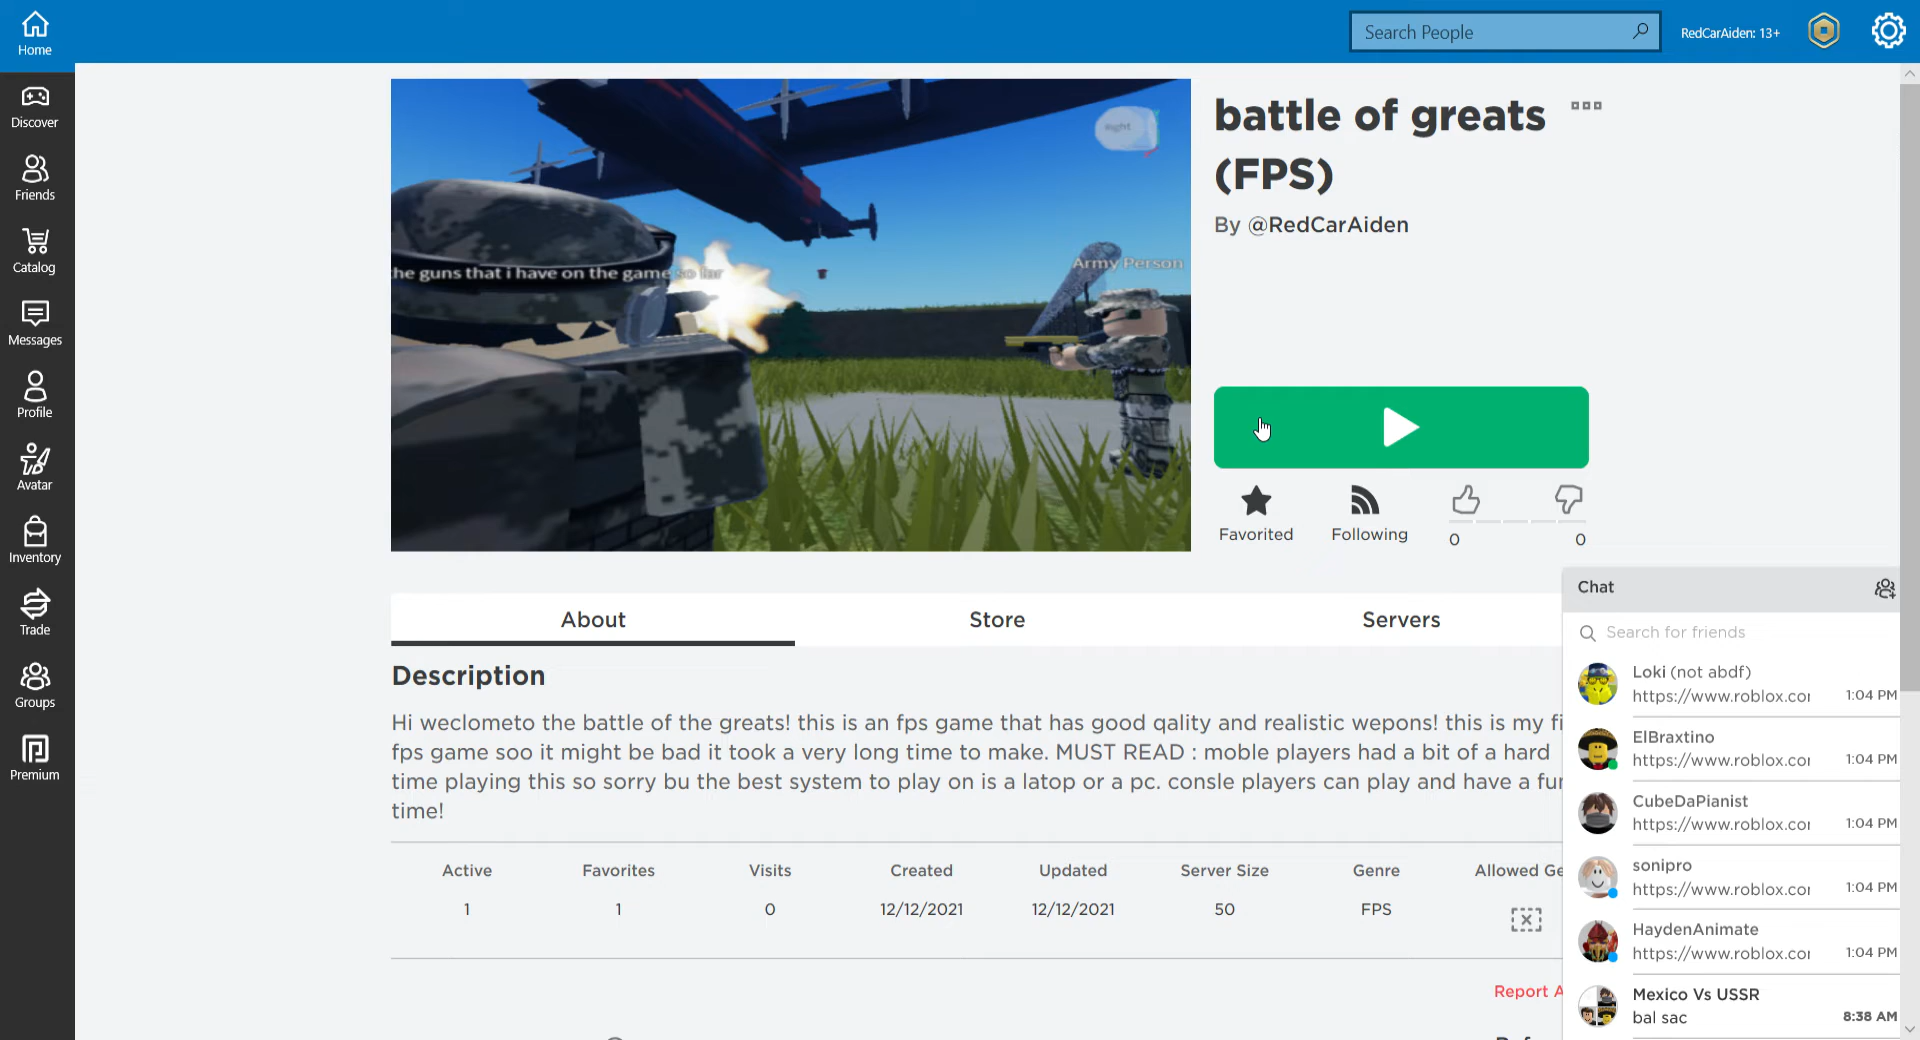 Home
Search People
RedCarAiden: 13+
Discover
Friends
Catalog
Messages
Profile
Avatar
Inventory
Trade
Groups
Premium
Right
he guns that i have on the game so far
Army Person
battle of greats
(FPS)
By @RedCarAiden
Favorited
Following
0
0
About
Store
Servers
Description
Hi weclometo the battle of the greats! this is an fps game that has good qality and realistic wepons! this is my fi
fps game soo it might be bad it took a very long time to make. MUST READ : moble players had a bit of a hard
time playing this so sorry bu the best system to play on is a latop or a pc. consle players can play and have a fu
time!
Active
Favorites
Visits
Created
Updated
Server Size
Genre
Allowed Ge
1
1
0
12/12/2021
12/12/2021
50
FPS
Report A
Chat
Search for friends
Loki (not abdf)
https://www.roblox.cor 1:04 PM
ElBraxtino
https://www.roblox.cor 1:04 PM
CubeDaPianist
https://www.roblox.cor 1:04 PM
sonipro
https://www.roblox.cor 1:04 PM
HaydenAnimate
https://www.roblox.cor 1:04 PM
Mexico Vs USSR
bal sac 8:38 AM